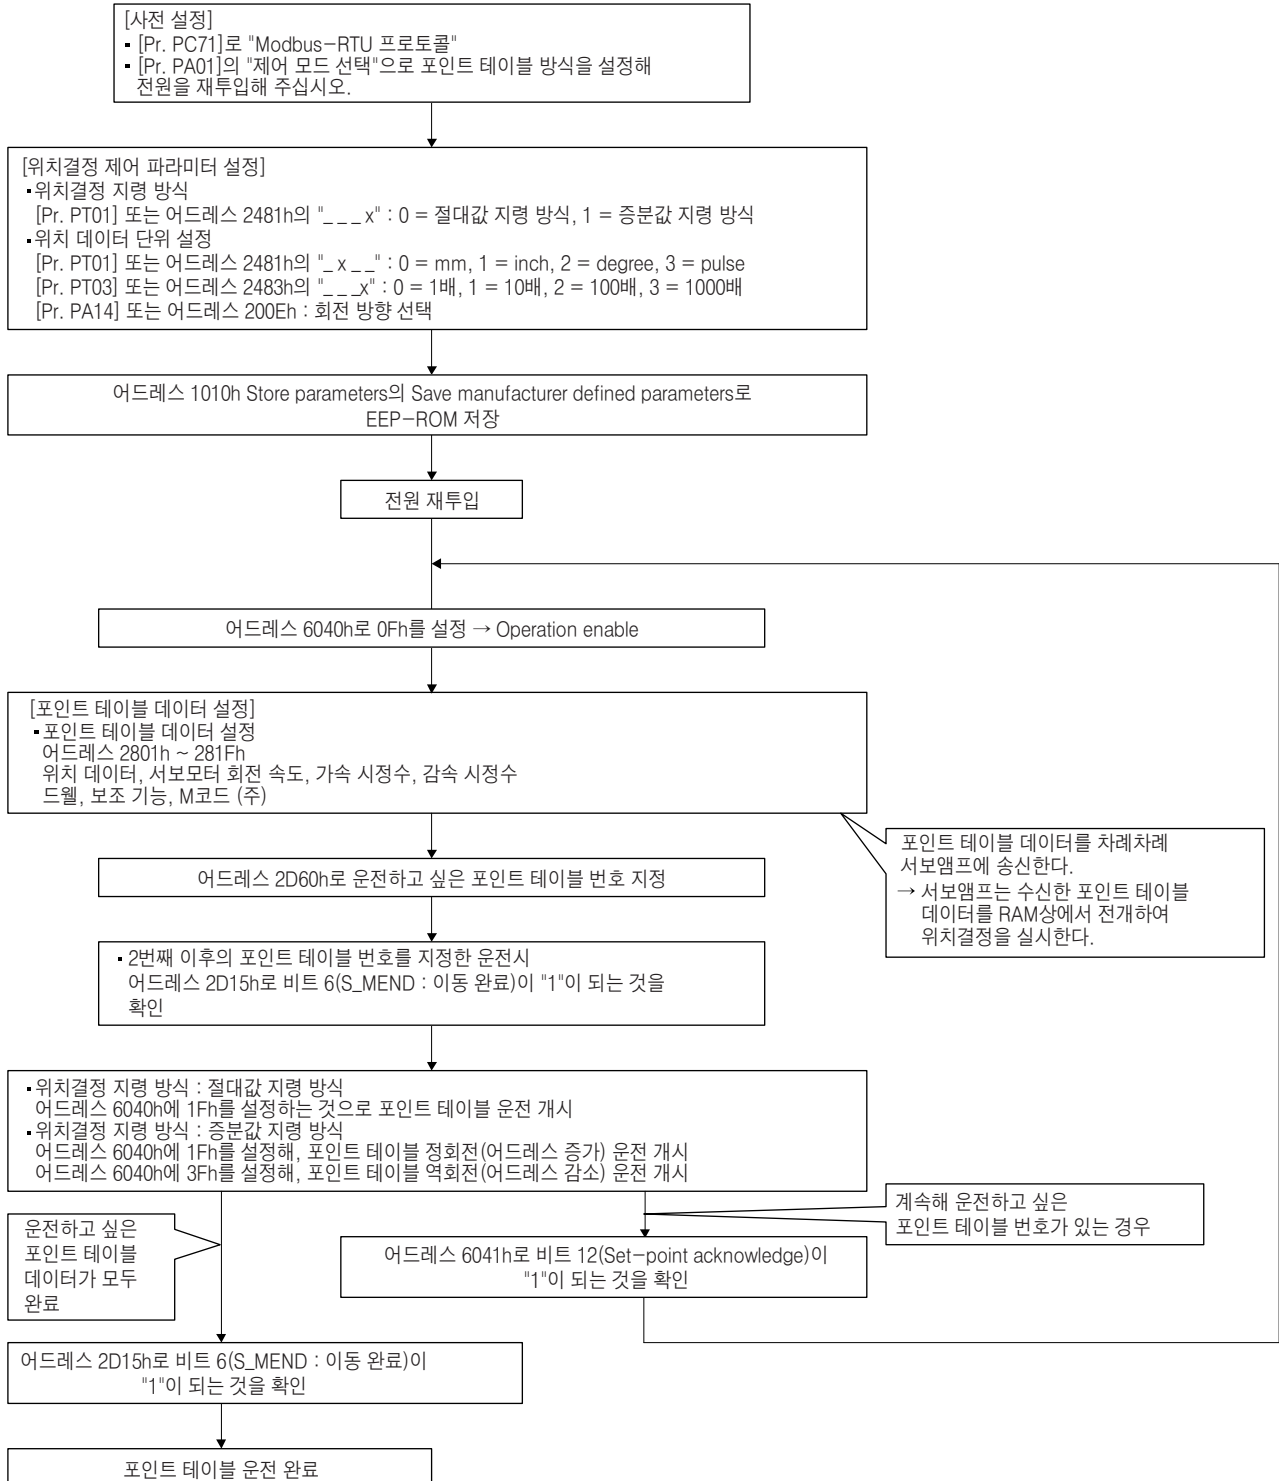 [사전 설정]
▪ [Pr. PC71]로 "Modbus-RTU 프로토콜"
▪ [Pr. PA01]의 "제어 모드 선택"으로 포인트 테이블 방식을 설정해
전원을 재투입해 주십시오.
[위치결정 제어 파라미터 설정]
▪위치결정 지령 방식
[Pr. PT01] 또는 어드레스 2481h의 "_ _ _ x" : 0 = 절대값 지령 방식, 1 = 증분값 지령 방식
▪위치 데이터 단위 설정
[Pr. PT01] 또는 어드레스 2481h의 "_ x _ _" : 0 = mm, 1 = inch, 2 = degree, 3 = pulse
[Pr. PT03] 또는 어드레스 2483h의 "_ _ _x" : 0 = 1배, 1 = 10배, 2 = 100배, 3 = 1000배
[Pr. PA14] 또는 어드레스 200Eh : 회전 방향 선택
어드레스 1010h Store parameters의 Save manufacturer defined parameters로
EEP-ROM 저장
전원 재투입
어드레스 6040h로 0Fh를 설정 → Operation enable
[포인트 테이블 데이터 설정]
▪포인트 테이블 데이터 설정
어드레스 2801h ~ 281Fh
위치 데이터, 서보모터 회전 속도, 가속 시정수, 감속 시정수
드웰, 보조 기능, M코드 (주)
포인트 테이블 데이터를 차례차례
서보앰프에 송신한다.
→ 서보앰프는 수신한 포인트 테이블
데이터를 RAM상에서 전개하여
위치결정을 실시한다.
어드레스 2D60h로 운전하고 싶은 포인트 테이블 번호 지정
▪ 2번째 이후의 포인트 테이블 번호를 지정한 운전시
어드레스 2D15h로 비트 6(S_MEND : 이동 완료)이 "1"이 되는 것을
확인
▪위치결정 지령 방식 : 절대값 지령 방식
어드레스 6040h에 1Fh를 설정하는 것으로 포인트 테이블 운전 개시
▪위치결정 지령 방식 : 증분값 지령 방식
어드레스 6040h에 1Fh를 설정해, 포인트 테이블 정회전(어드레스 증가) 운전 개시
어드레스 6040h에 3Fh를 설정해, 포인트 테이블 역회전(어드레스 감소) 운전 개시
계속해 운전하고 싶은
포인트 테이블 번호가 있는 경우
운전하고 싶은
포인트 테이블
데이터가 모두
완료
어드레스 6041h로 비트 12(Set-point acknowledge)이
"1"이 되는 것을 확인
어드레스 2D15h로 비트 6(S_MEND : 이동 완료)이
"1"이 되는 것을 확인
포인트 테이블 운전 완료